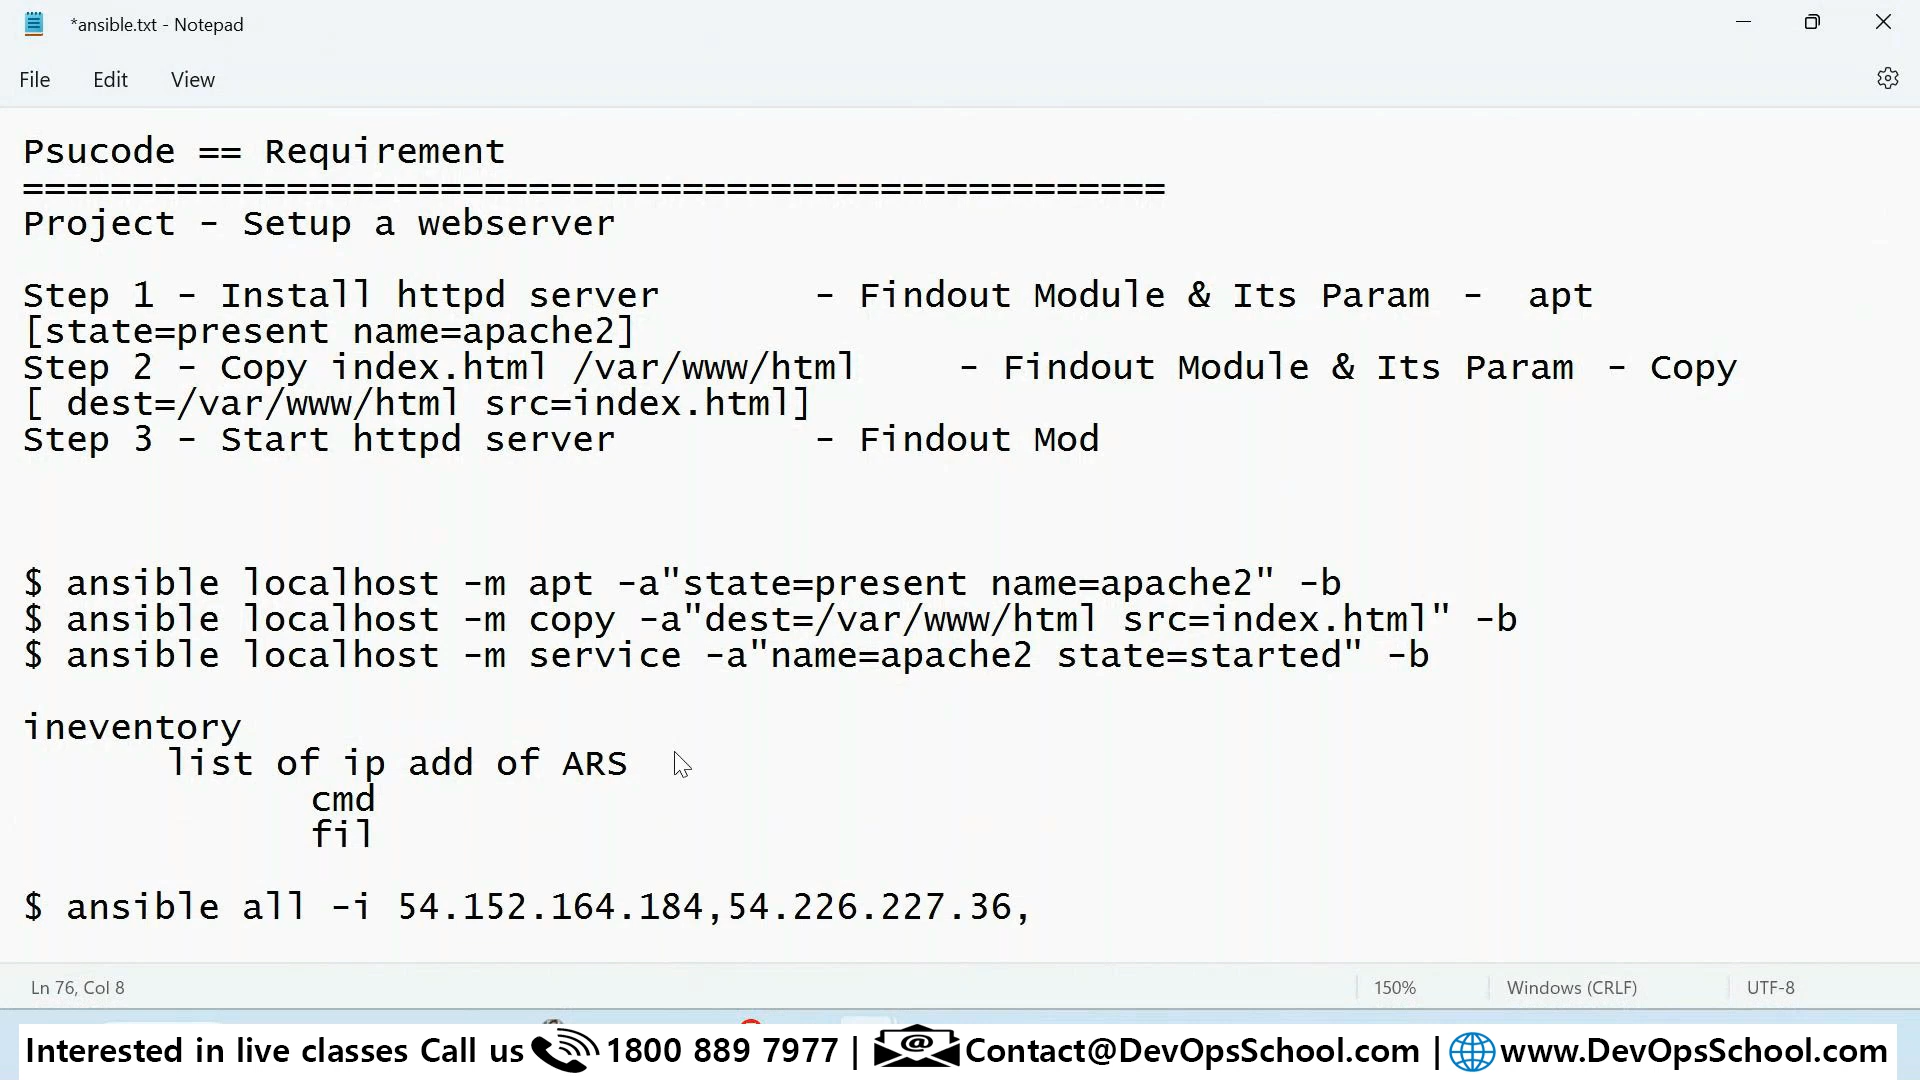 *ansible.txt - Notepad
File Edit View
Psucode == Requirement
====================================================
Project - Setup a webserver
Step 1 - Install httpd server - Findout Module & Its Param - apt
[state=present name=apache2]
Step 2 - Copy index.html /var/www/html - Findout Module & Its Param - Copy
[ dest=/var/www/html src=index.html]
Step 3 - Start httpd server - Findout Mod
$ ansible localhost -m apt -a"state=present name=apache2" -b
$ ansible localhost -m copy -a"dest=/var/www/html src=index.html" -b
$ ansible localhost -m service -a"name=apache2 state=started" -b
ineventory
list of ip add of ARS
cmd
fil
$ ansible all -i 54.152.164.184,54.226.227.36,
Ln 76, Col 8 150% Windows (CRLF) UTF-8
Interested in live classes Call us 1800 889 7977 | Contact@DevOpsSchool.com | www.DevOpsSchool.com